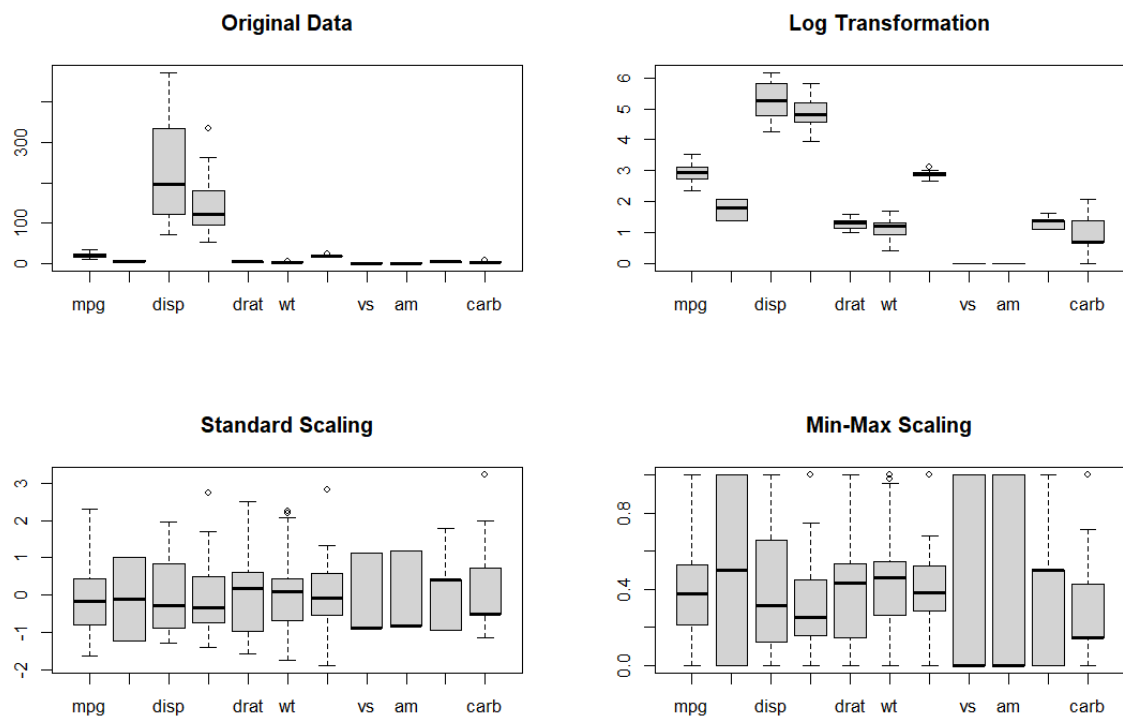 Original Data
300
100
0
mpg disp drat wt vs am carb
Log Transformation
6
5
4
3
2
1
0
mpg disp drat wt vs am carb
Standard Scaling
3
2
1
0
-1
-2
mpg disp drat wt vs am carb
Min-Max Scaling
0.8
0.4
0.0
mpg disp drat wt vs am carb